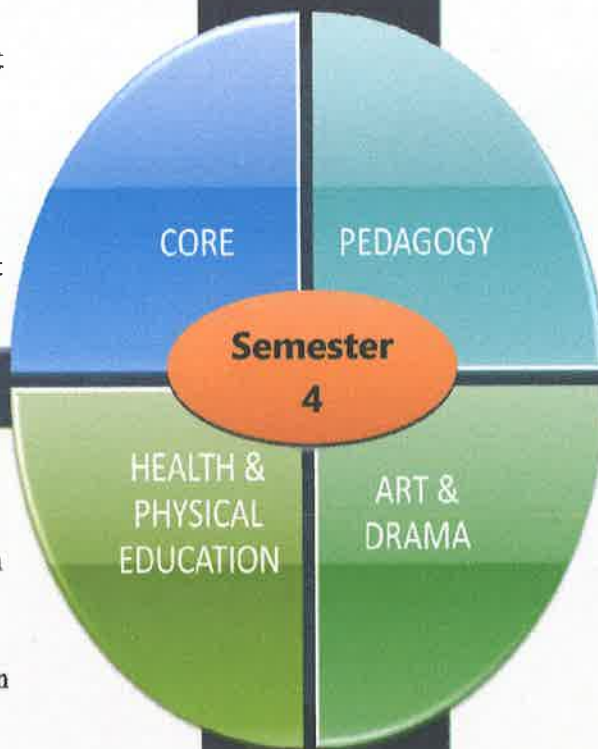 CORE
PEDAGOGY
Semester
4
HEALTH &
PHYSICAL
EDUCATION
ART &
DRAMA